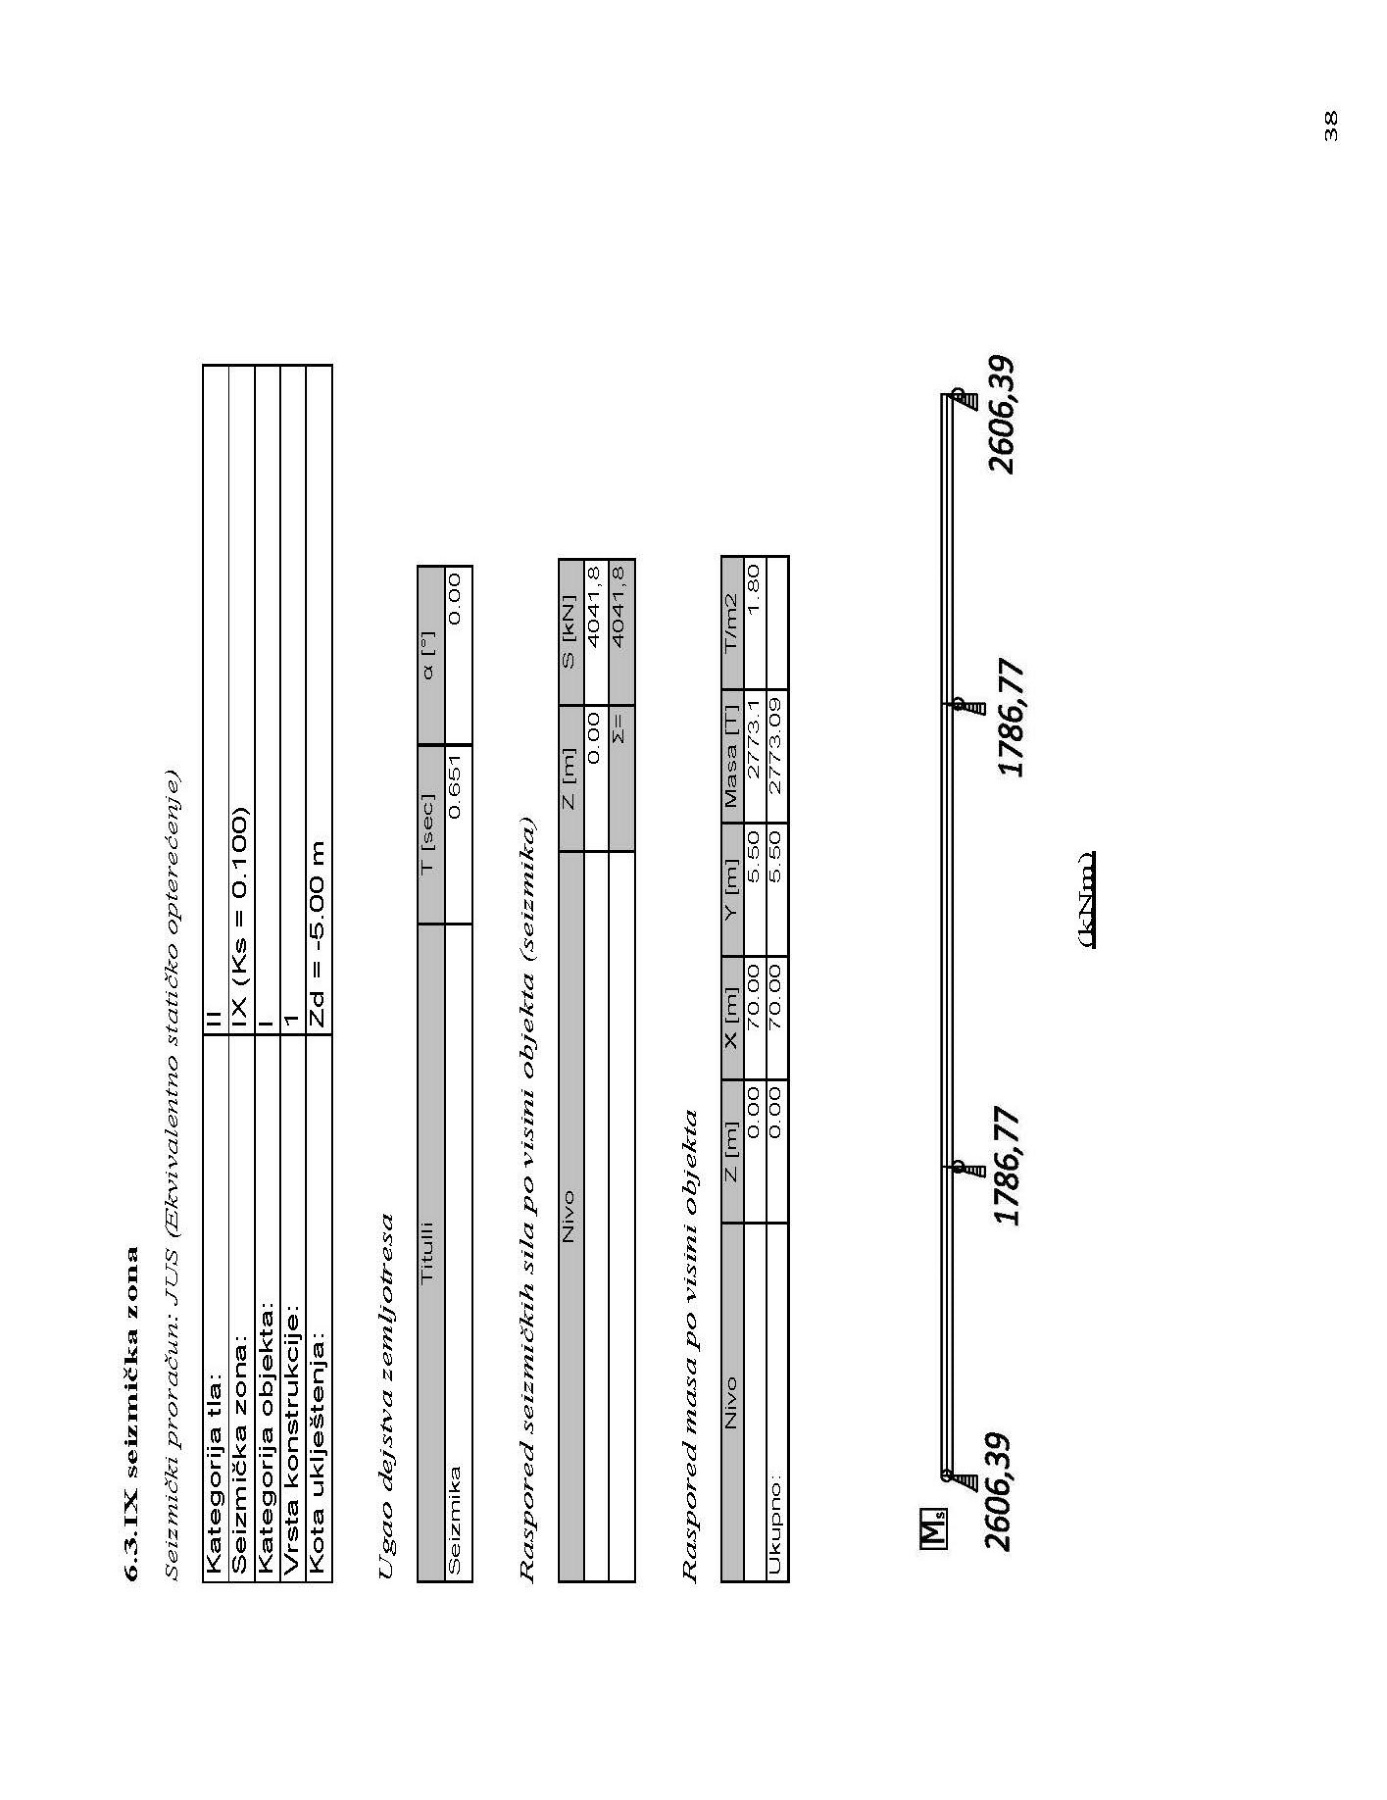 6.3.IX seizmička zona
Seizmički proračun: JUS (Ekvivalentno statičko opterećenje)
Kategorija tla: II
Seizmička zona: IX (Ks = 0.100)
Kategorija objekta: I
Vrsta konstrukcije: 1
Kota uklještenja: Zd = -5.00 m
Ugao dejstva zemljotresa
Titulli T [sec] α [°]
Seizmika 0.651 0.00
Raspored seizmičkih sila po visini objekta (seizmika)
Nivo Z [m] S [kN]
0.00 4041,8
Σ= 4041,8
Raspored masa po visini objekta
Nivo Z [m] X [m] Y [m] Masa [T] T/m2
0.00 70.00 5.50 2773.1 1.80
Ukupno: 0.00 70.00 5.50 2773.09
Ms
2606,39 1786,77 1786,77 2606,39
(kNm)
38